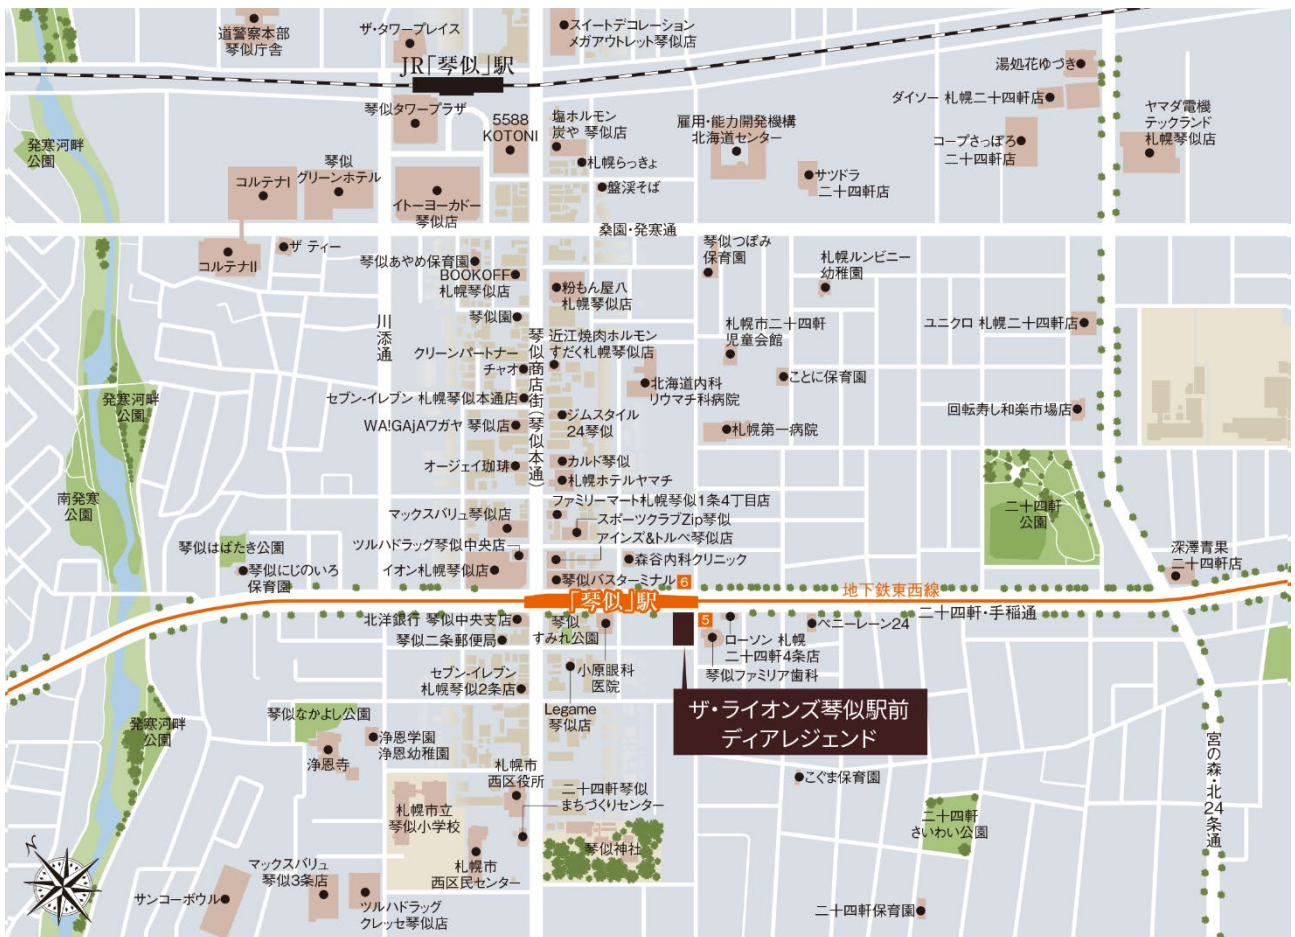 道警察本部
琴似庁舎
ザ・タワープレイス
スイートデコレーション
メガアウトレット琴似店
JR「琴似」駅
湯処花ゆづき
ダイソー 札幌二十四軒店
ヤマダ電機
テックランド
札幌琴似店
琴似タワープラザ
5588
KOTONI
塩ホルモン
炭や 琴似店
雇用・能力開発機構
北海道センター
コープさっぽろ
二十四軒店
発寒河畔
公園
札幌らっきょ
琴似
グリーンホテル
コルテナI
イトーヨーカドー
琴似店
盤渓そば
サツドラ
二十四軒店
桑園・発寒通
ザ ティー
コルテナII
琴似あやめ保育園
BOOKOFF
札幌琴似店
琴似つぼみ
保育園
札幌ルンビニー
幼稚園
粉もん屋八
札幌琴似店
琴似園
川添通
琴似商店街(琴似本通)
近江焼肉ホルモン
すだく札幌琴似店
札幌市二十四軒
児童会館
ユニクロ 札幌二十四軒店
クリーンパートナー
チャオ
北海道内科
リウマチ科病院
ことに保育園
発寒河畔
公園
セブン-イレブン 札幌琴似本通店
回転寿し和楽市場店
WA!GAjAワガヤ 琴似店
ジムスタイル
24琴似
札幌第一病院
オージェイ珈琲
カルド琴似
札幌ホテルヤマチ
南発寒
公園
ファミリーマート札幌琴似1条4丁目店
二十四軒
公園
マックスバリュ琴似店
スポーツクラブZip琴似
アインズ&トルペ琴似店
琴似はばたき公園
ツルハドラッグ琴似中央店
森谷内科クリニック
深澤青果
二十四軒店
琴似にじのいろ
保育園
イオン札幌琴似店
琴似バスターミナル
6
地下鉄東西線
「琴似」駅
二十四軒・手稲通
北洋銀行 琴似中央支店
琴似
すみれ公園
5
ペニーレーン24
琴似二条郵便局
ローソン 札幌
二十四軒4条店
小原眼科
医院
琴似ファミリア歯科
セブン-イレブン
札幌琴似2条店
Legame
琴似店
ザ・ライオンズ琴似駅前
ディアレジェンド
琴似なかよし公園
発寒河畔
公園
浄恩学園
浄恩幼稚園
浄恩寺
宮の森・北24条通
札幌市
西区役所
二十四軒琴似
まちづくりセンター
こぐま保育園
札幌市立
琴似小学校
二十四軒
さいわい公園
琴似神社
N
札幌市
西区民センター
マックスバリュ
琴似3条店
サンコーボウル
ツルハドラッグ
クレッセ琴似店
二十四軒保育園